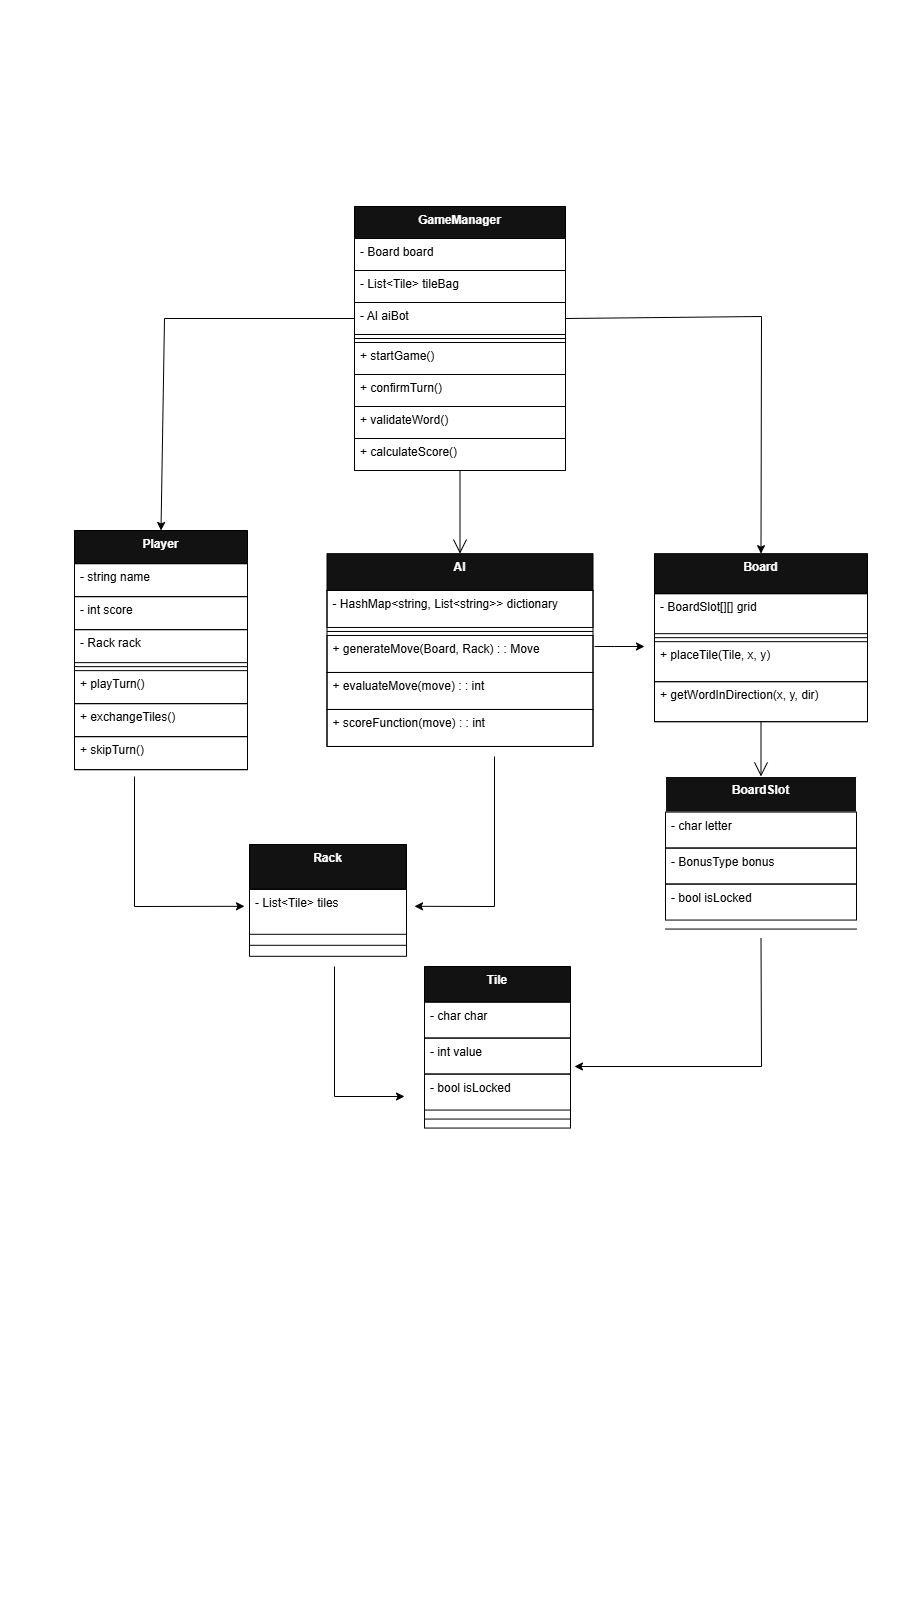 GameManager
- Board board
- List<Tile> tileBag
- AI aiBot
+ startGame()
+ confirmTurn()
+ validateWord()
+ calculateScore()
Player
- string name
- int score
- Rack rack
+ playTurn()
+ exchangeTiles()
+ skipTurn()
AI
- HashMap<string, List<string>> dictionary
+ generateMove(Board, Rack) : : Move
+ evaluateMove(move) : : int
+ scoreFunction(move) : : int
Board
- BoardSlot[][] grid
+ placeTile(Tile, x, y)
+ getWordInDirection(x, y, dir)
BoardSlot
- char letter
- BonusType bonus
- bool isLocked
Rack
- List<Tile> tiles
Tile
- char char
- int value
- bool isLocked